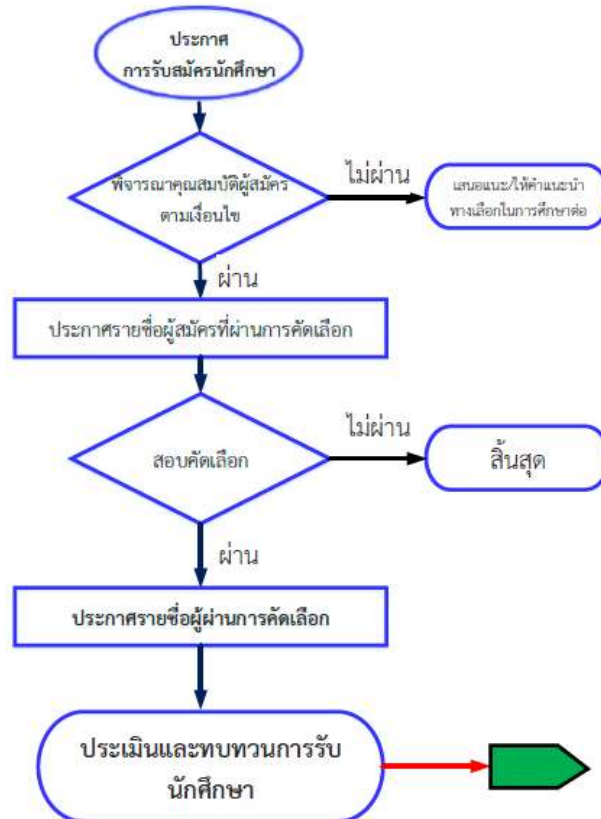 ประกาศ
การรับสมัครนักศึกษา
พิจารณาคุณสมบัติผู้สมัคร
ตามเงื่อนไข
ไม่ผ่าน
เสนอแนะ/ให้คำแนะนำ
ทางเลือกในการศึกษาต่อ
ผ่าน
ประกาศรายชื่อผู้สมัครที่ผ่านการคัดเลือก
สอบคัดเลือก
ไม่ผ่าน
สิ้นสุด
ผ่าน
ประกาศรายชื่อผู้ผ่านการคัดเลือก
ประเมินและทบทวนการรับ
นักศึกษา